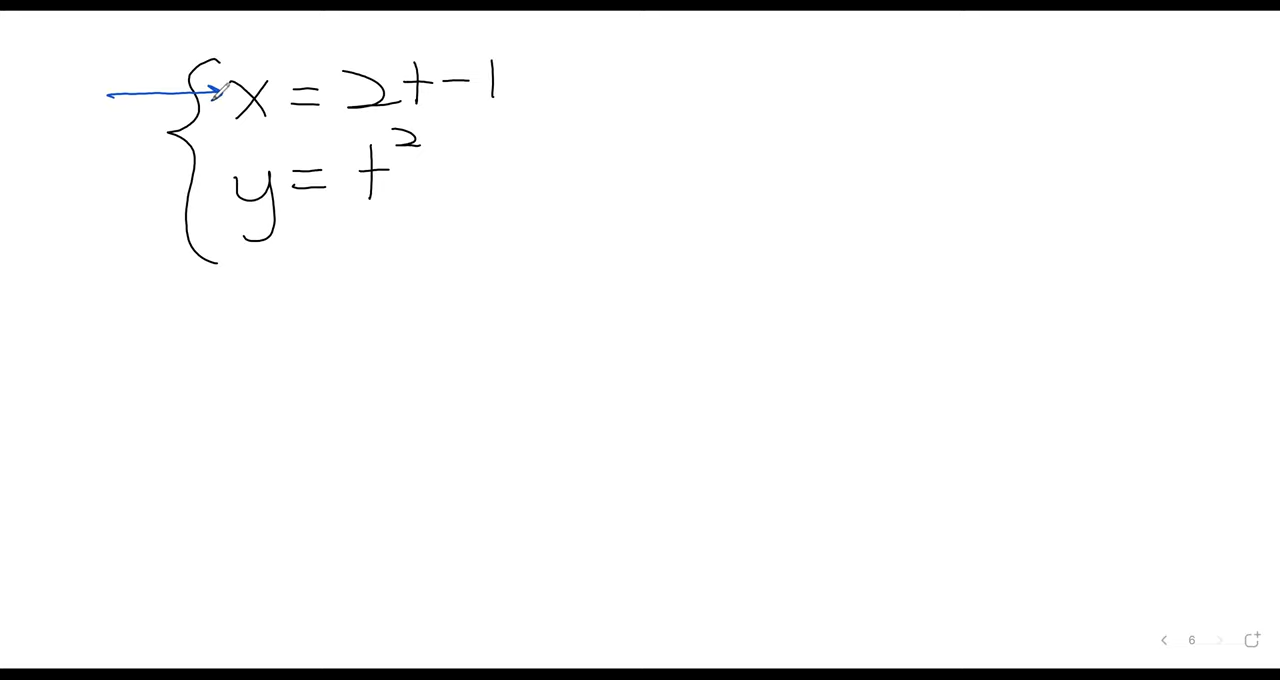 x = 2t - 1
y = t²
6